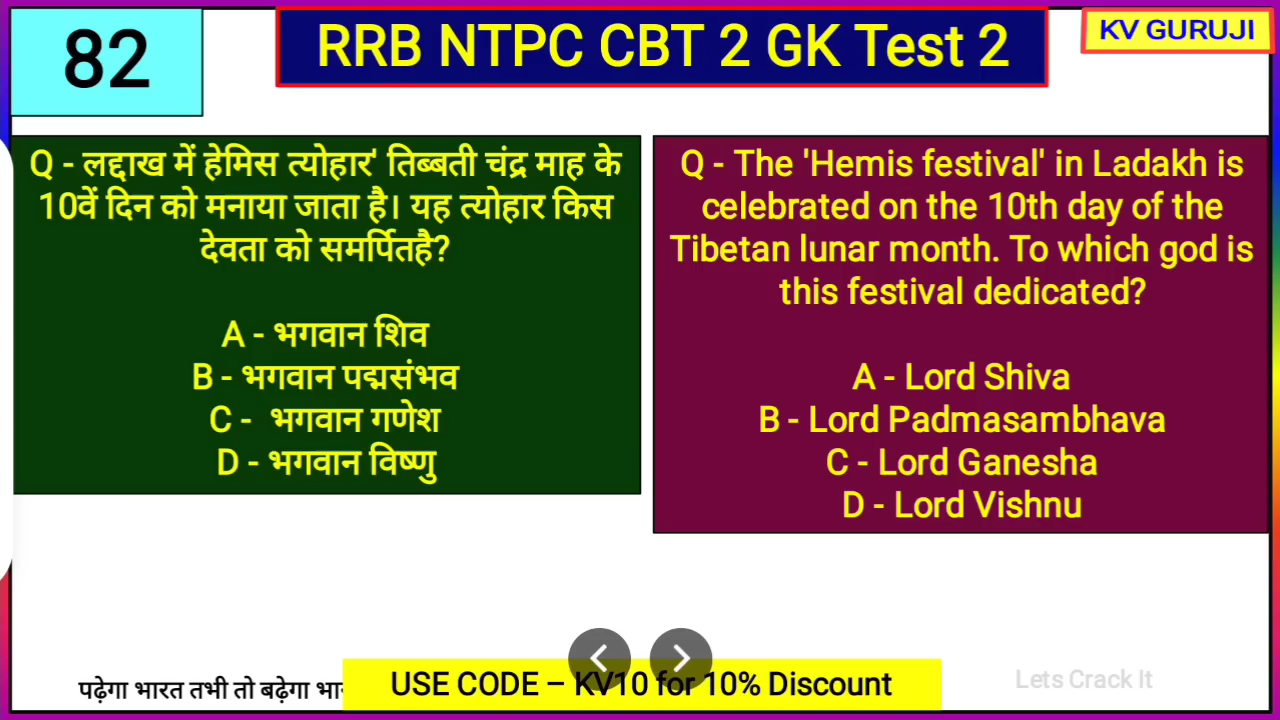 82
RRB NTPC CBT 2 GK Test 2
KV GURUJI
Q - लद्दाख में हेमिस त्योहार' तिब्बती चंद्र माह के
10वें दिन को मनाया जाता है। यह त्योहार किस
देवता को समर्पितहै?
A - भगवान शिव
B - भगवान पद्मसंभव
C - भगवान गणेश
D - भगवान विष्णु
Q - The 'Hemis festival' in Ladakh is
celebrated on the 10th day of the
Tibetan lunar month. To which god is
this festival dedicated?
A - Lord Shiva
B - Lord Padmasambhava
C - Lord Ganesha
D - Lord Vishnu
पढ़ेगा भारत तभी तो बढ़ेगा
USE CODE – KV10 for 10% Discount
Lets Crack It